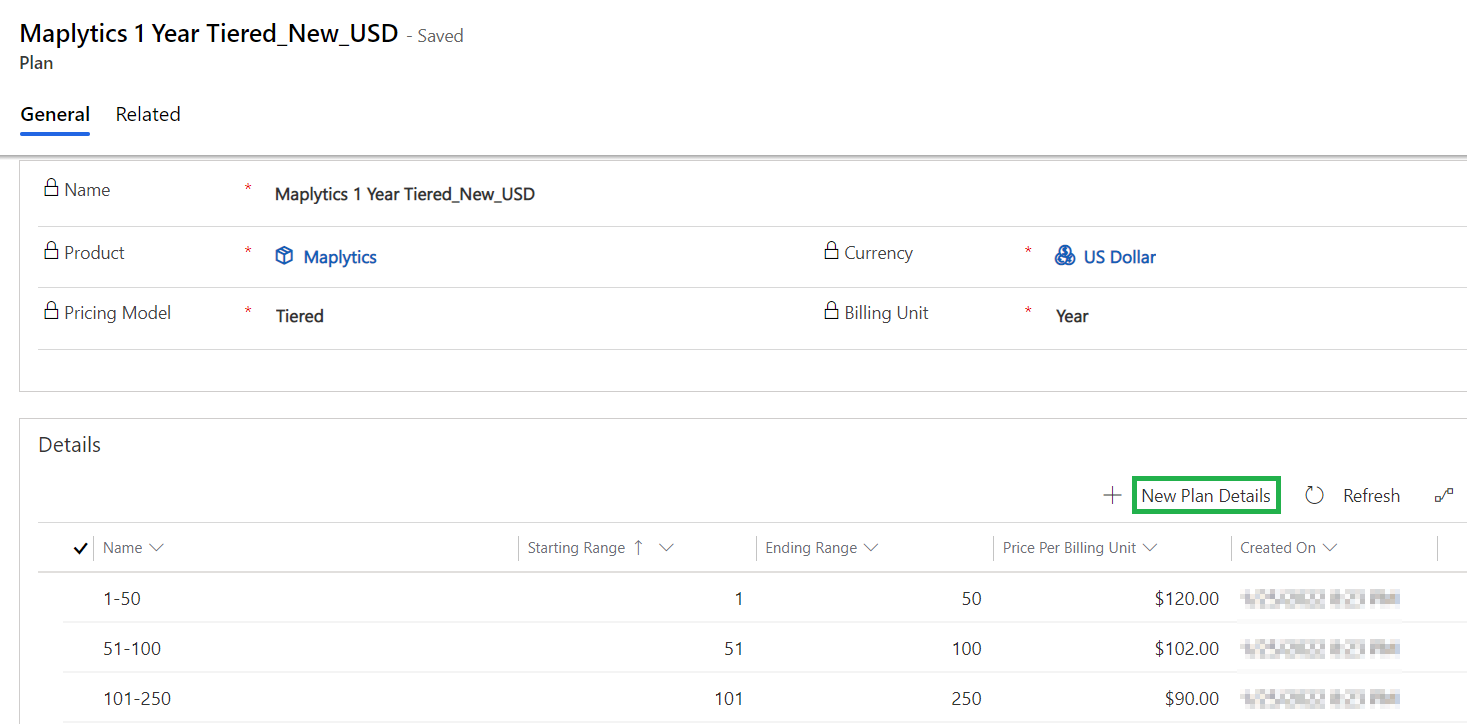 Maplytics 1 Year Tiered_New_USD - Saved
Plan
General Related
Name * Maplytics 1 Year Tiered_New_USD
Product * Maplytics Currency * US Dollar
Pricing Model * Tiered Billing Unit * Year
Details
New Plan Details Refresh
Name Starting Range Ending Range Price Per Billing Unit Created On
1-50 1 50 $120.00
51-100 51 100 $102.00
101-250 101 250 $90.00